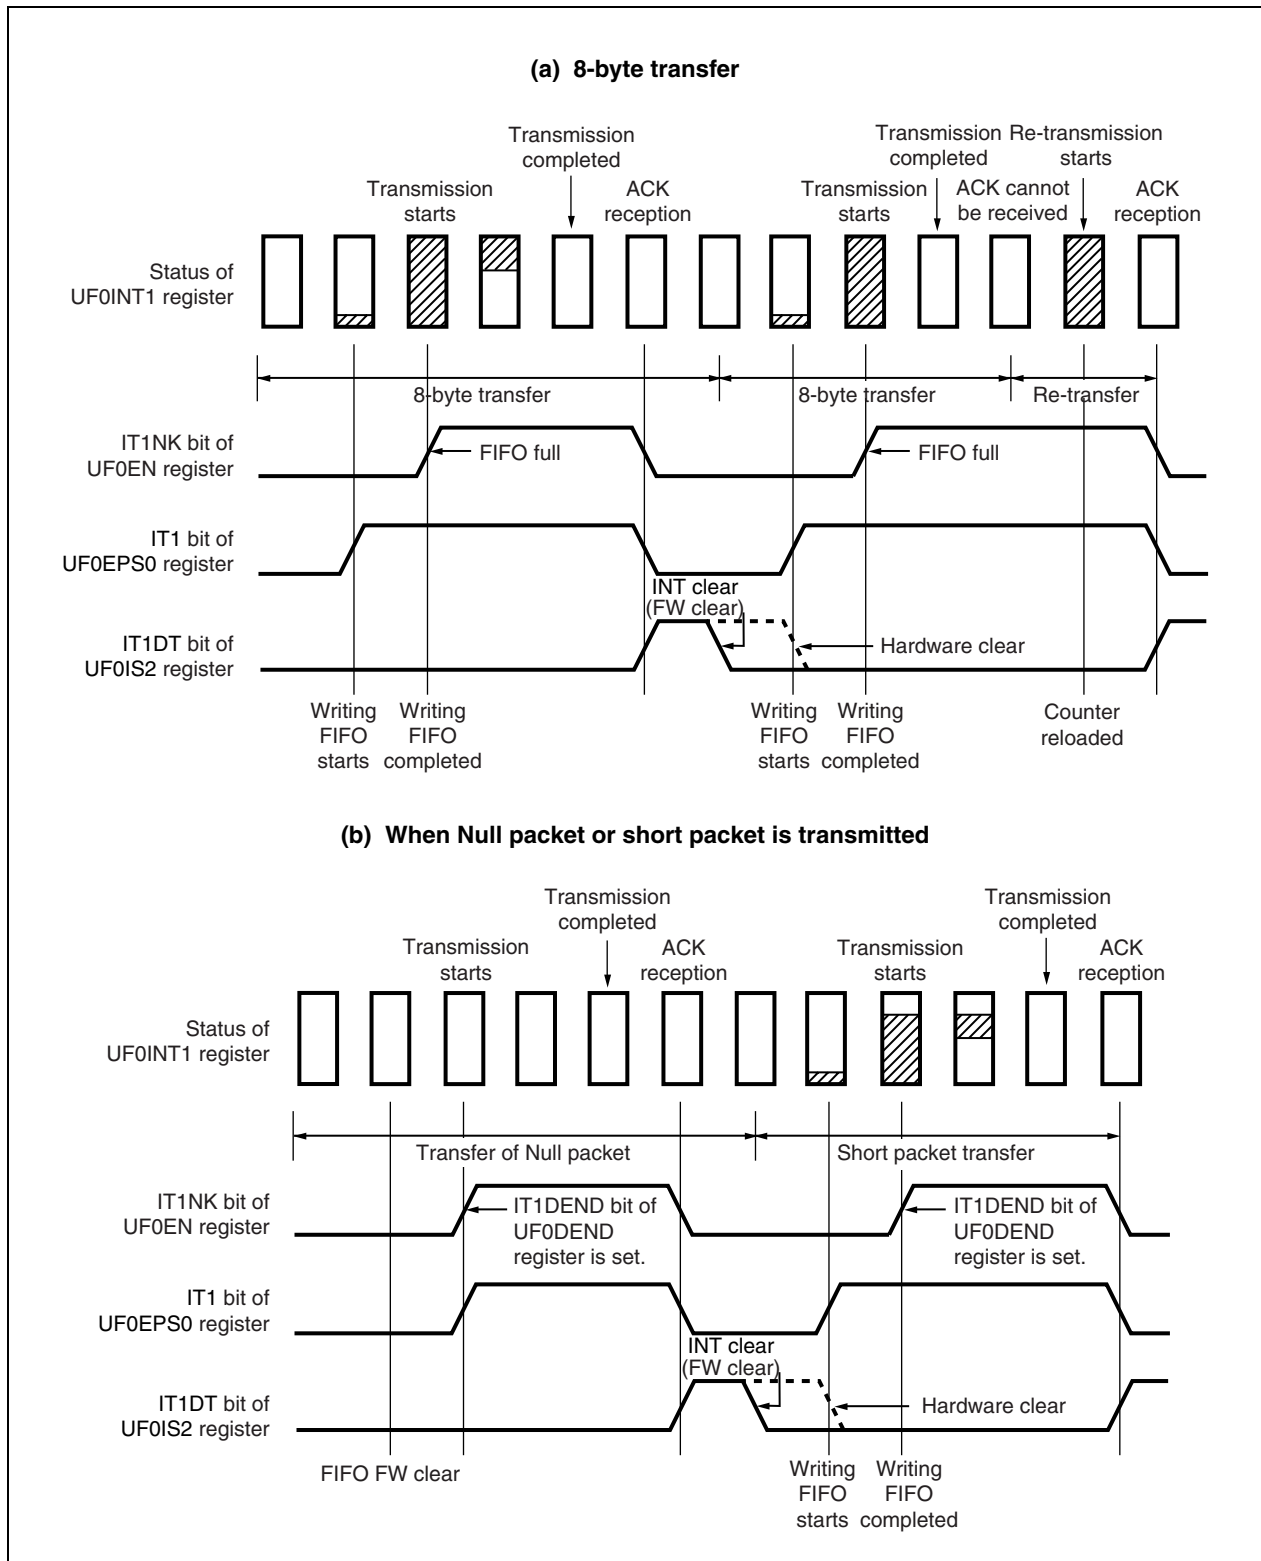 (a) 8-byte transfer
Transmission
completed
Transmission
completed
Re-transmission
starts
Transmission
starts
ACK
reception
Transmission
starts
ACK cannot
be received
ACK
reception
Status of
UF0INT1 register
8-byte transfer
8-byte transfer
Re-transfer
IT1NK bit of
UF0EN register
FIFO full
FIFO full
IT1 bit of
UF0EPS0 register
INT clear
(FW clear)
IT1DT bit of
UF0IS2 register
Hardware clear
Writing
FIFO
starts
Writing
FIFO
completed
Writing
FIFO
starts
Writing
FIFO
completed
Counter
reloaded
(b) When Null packet or short packet is transmitted
Transmission
completed
Transmission
completed
Transmission
starts
ACK
reception
Transmission
starts
ACK
reception
Status of
UF0INT1 register
Transfer of Null packet
Short packet transfer
IT1NK bit of
UF0EN register
IT1DEND bit of
UF0DEND
register is set.
IT1DEND bit of
UF0DEND
register is set.
IT1 bit of
UF0EPS0 register
INT clear
(FW clear)
IT1DT bit of
UF0IS2 register
Hardware clear
FIFO FW clear
Writing
FIFO
starts
Writing
FIFO
completed